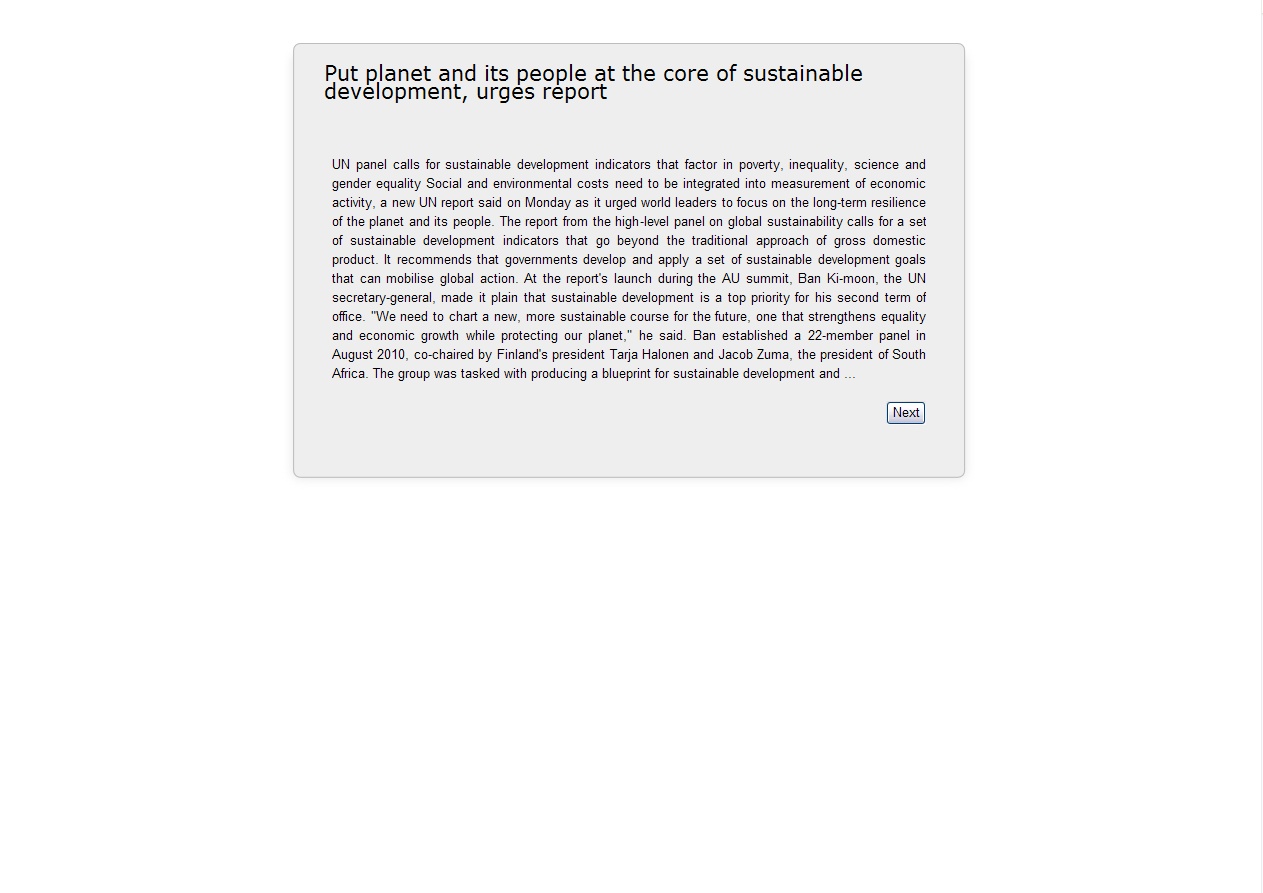 Put planet and its people at the core of sustainable
development, urges report
UN panel calls for sustainable development indicators that factor in poverty, inequality, science and
gender equality Social and environmental costs need to be integrated into measurement of economic
activity, a new UN report said on Monday as it urged world leaders to focus on the long-term resilience
of the planet and its people. The report from the high-level panel on global sustainability calls for a set
of sustainable development indicators that go beyond the traditional approach of gross domestic
product. It recommends that governments develop and apply a set of sustainable development goals
that can mobilise global action. At the report's launch during the AU summit, Ban Ki-moon, the UN
secretary-general, made it plain that sustainable development is a top priority for his second term of
office. "We need to chart a new, more sustainable course for the future, one that strengthens equality
and economic growth while protecting our planet," he said. Ban established a 22-member panel in
August 2010, co-chaired by Finland's president Tarja Halonen and Jacob Zuma, the president of South
Africa. The group was tasked with producing a blueprint for sustainable development and ...
Next